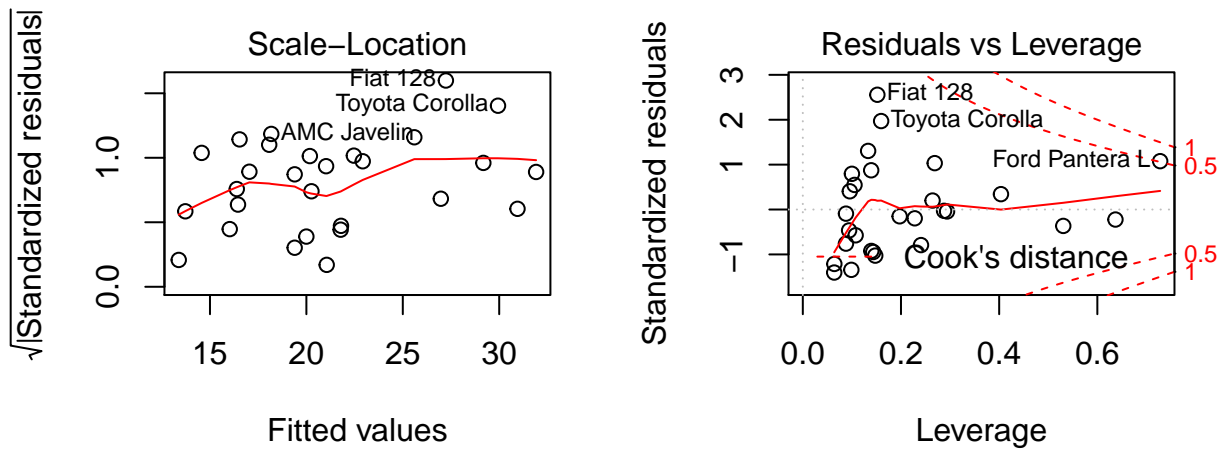 Scale−Location
√|Standardized residuals|
0.0
1.0
15
20
25
30
Fitted values
Fiat 128
Toyota Corolla
AMC Javelin
Residuals vs Leverage
Standardized residuals
−1
1
2
3
0.0
0.2
0.4
0.6
Leverage
Fiat 128
Toyota Corolla
Ford Pantera L
Cook's distance
1
0.5
0.5
1